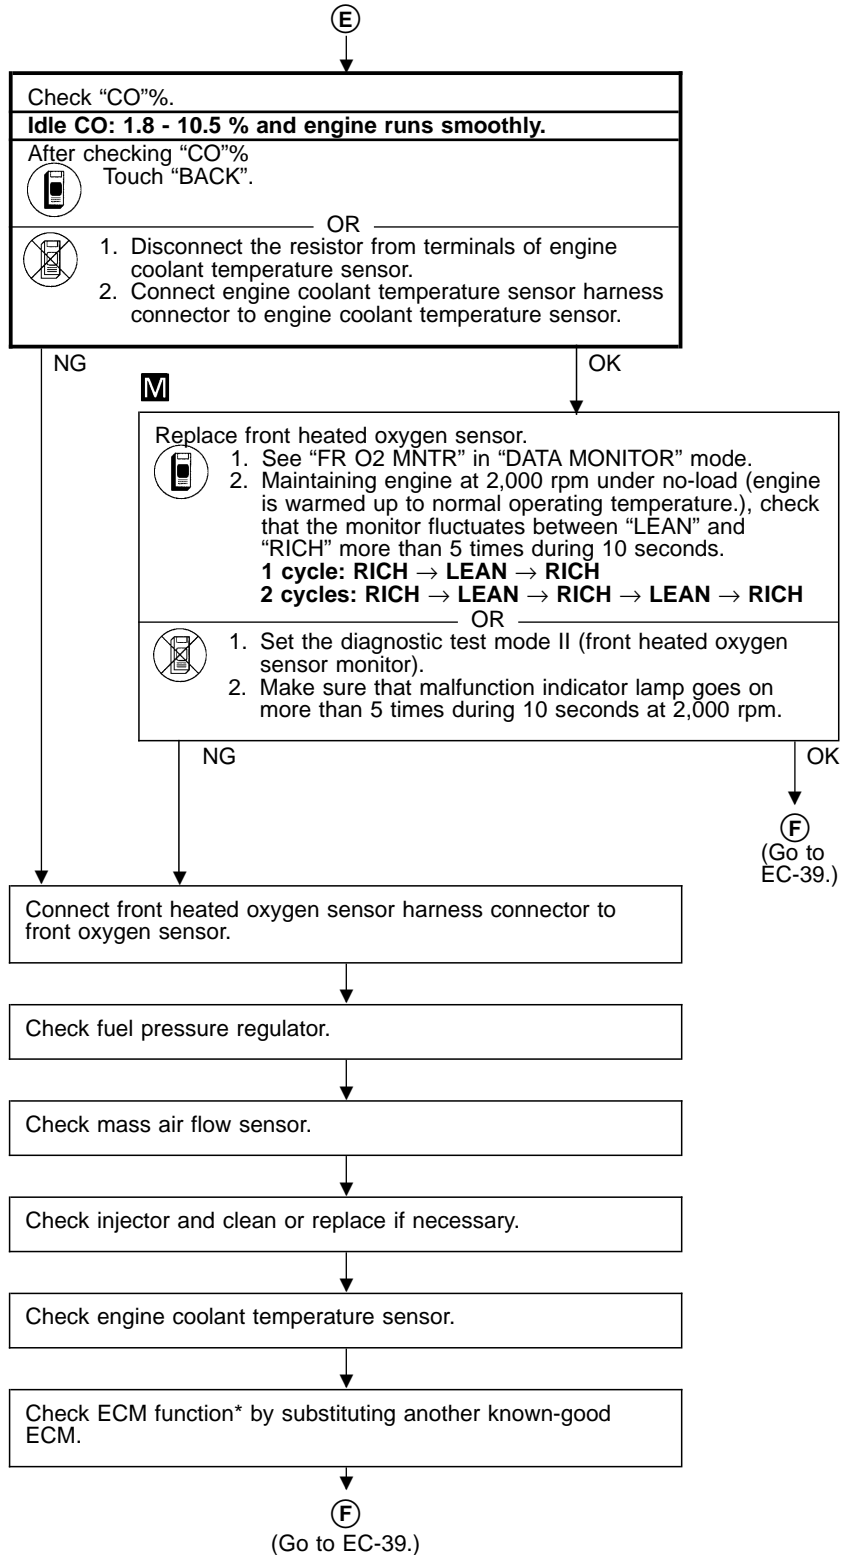 E
Check “CO”%.
Idle CO: 1.8 - 10.5 % and engine runs smoothly.
After checking “CO”%
Touch “BACK”.
OR
1. Disconnect the resistor from terminals of engine
coolant temperature sensor.
2. Connect engine coolant temperature sensor harness
connector to engine coolant temperature sensor.
NG
OK
M
Replace front heated oxygen sensor.
1. See “FR O2 MNTR” in “DATA MONITOR” mode.
2. Maintaining engine at 2,000 rpm under no-load (engine
is warmed up to normal operating temperature.), check
that the monitor fluctuates between “LEAN” and
“RICH” more than 5 times during 10 seconds.
1 cycle: RICH → LEAN → RICH
2 cycles: RICH → LEAN → RICH → LEAN → RICH
OR
1. Set the diagnostic test mode II (front heated oxygen
sensor monitor).
2. Make sure that malfunction indicator lamp goes on
more than 5 times during 10 seconds at 2,000 rpm.
NG
OK
F
(Go to
EC-39.)
Connect front heated oxygen sensor harness connector to
front oxygen sensor.
Check fuel pressure regulator.
Check mass air flow sensor.
Check injector and clean or replace if necessary.
Check engine coolant temperature sensor.
Check ECM function* by substituting another known-good
ECM.
F
(Go to EC-39.)